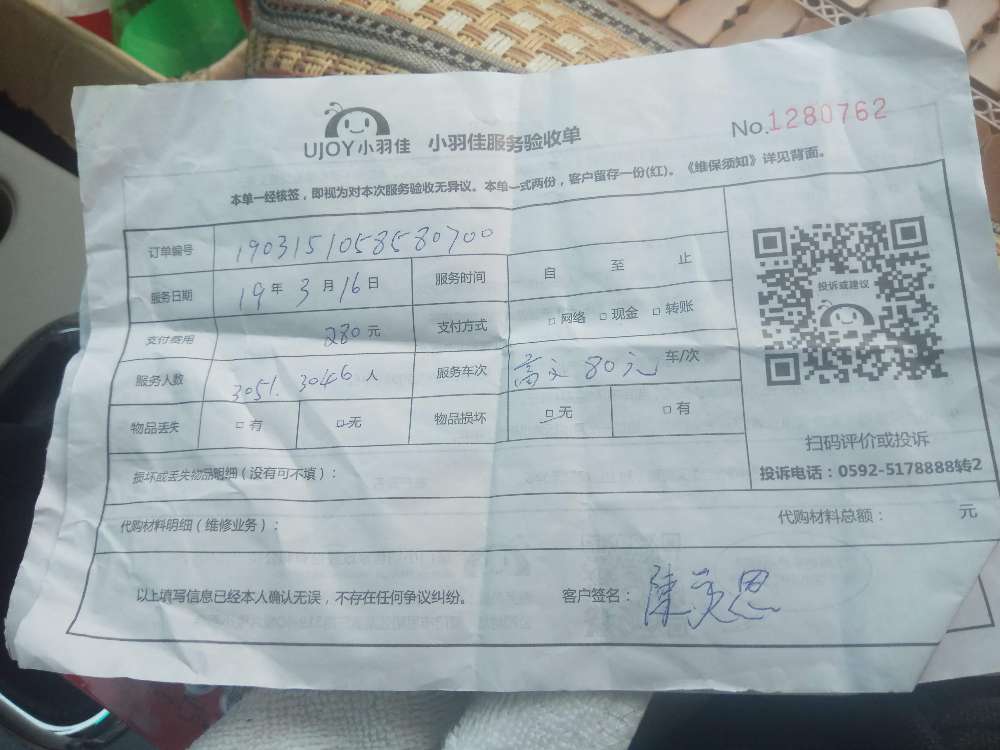 UJOY小羽佳 小羽佳服务验收单 No.1280762
本单一经核签，即视为对本次服务验收无异议。本单一式两份，客户留存一份(红)。《维保须知》详见背面。
订单编号 1903151058580700
服务日期 19年3月16日 服务时间 自 至 止
支付费用 280元 支付方式 □网络 □现金 □转账
服务人数 3051. 3046人 服务车次 80元 车/次
物品丢失 □有 □无 物品损坏 □无 □有
损坏或丢失物品明细（没有可不填）：
代购材料明细（维修业务）： 代购材料总额： 元
以上填写信息已经本人确认无误，不存在任何争议纠纷。 客户签名：陳 思
投诉或建议
扫码评价或投诉
投诉电话：0592-5178888转2